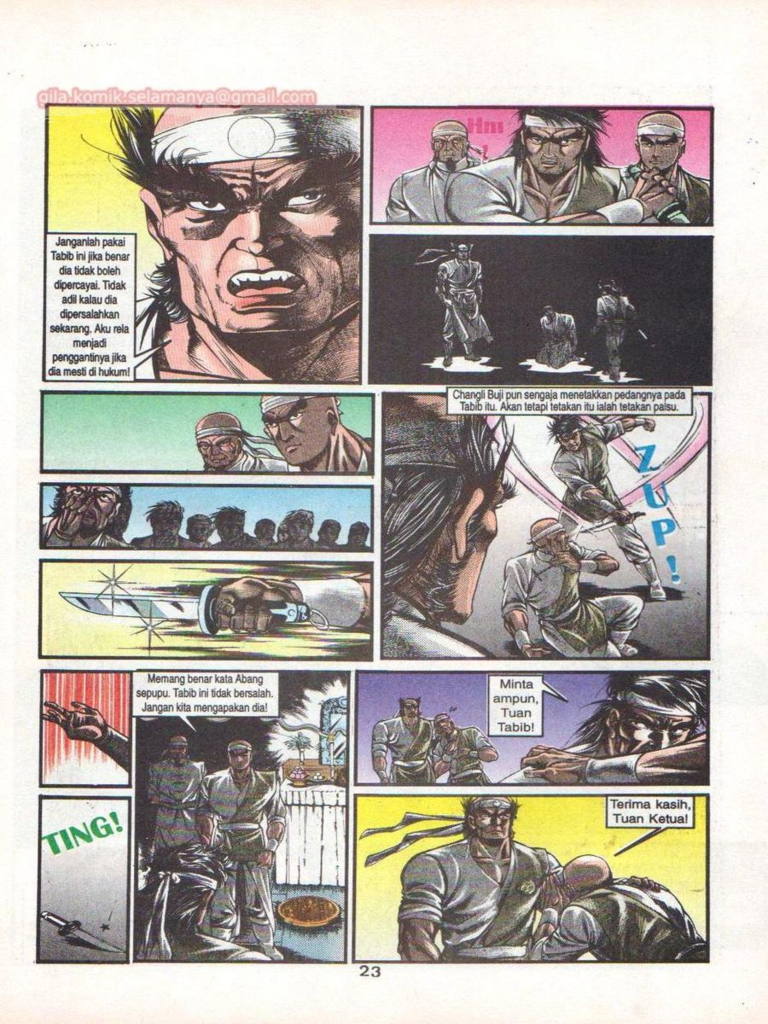 gila.komik.selamanya@gmail.com
Janganlah pakai
Tabib ini jika benar
dia tidak boleh
dipercayai. Tidak
adil kalau dia
dipersalahkan
sekarang. Aku rela
menjadi
penggantinya jika
dia mesti di hukum!
Changli Buji pun sengaja menetakkan pedangnya pada
Tabib itu. Akan tetapi tetakan itu ialah tetakan palsu.
ZUP!
Memang benar kata Abang
sepupu. Tabib ini tidak bersalah.
Jangan kita mengapakan dia!
Minta
ampun,
Tuan
Tabib!
TING!
Terima kasih,
Tuan Ketua!
23